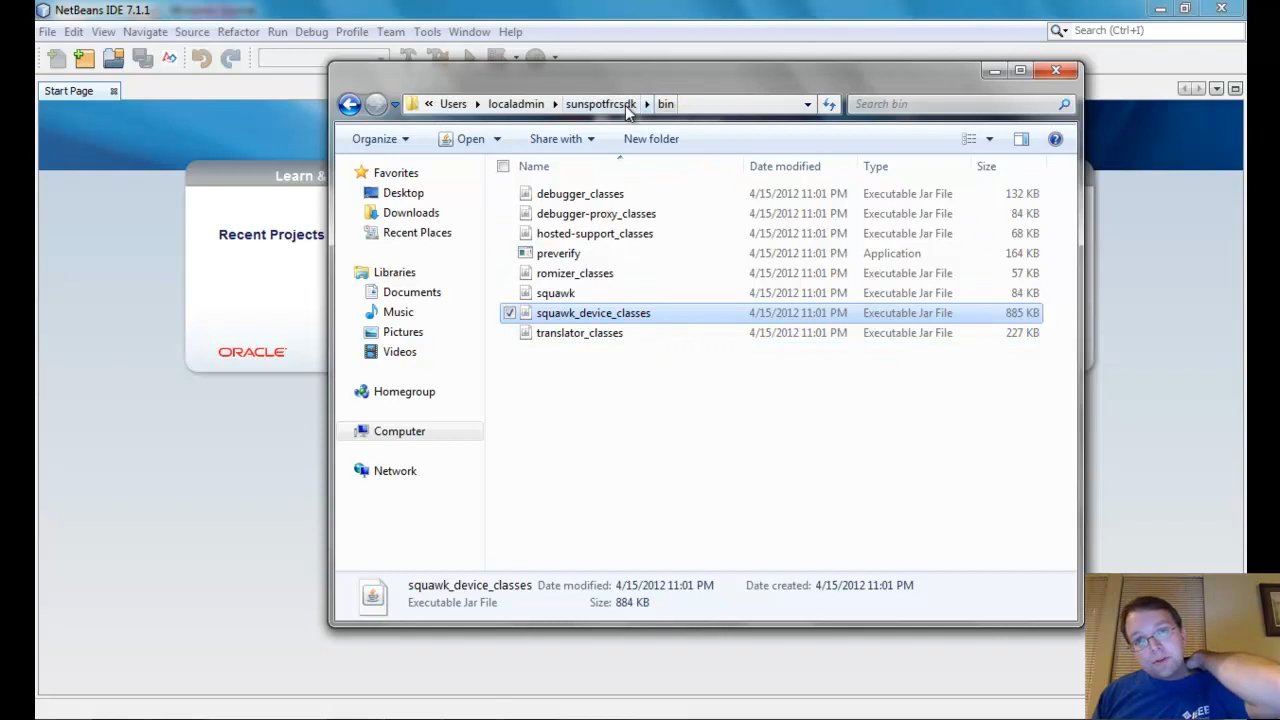 NetBeans IDE 7.1.1
File Edit View Navigate Source Refactor Run Debug Profile Team Tools Window Help
Search (Ctrl+I)
Start Page
« Users localadmin sunspotfrcsdk bin
Search bin
Organize Open Share with New folder
Name Date modified Type Size
Favorites
Desktop
Downloads
Recent Places
Libraries
Documents
Music
Pictures
Videos
Homegroup
Computer
Network
debugger_classes 4/15/2012 11:01 PM Executable Jar File 132 KB
debugger-proxy_classes 4/15/2012 11:01 PM Executable Jar File 84 KB
hosted-support_classes 4/15/2012 11:01 PM Executable Jar File 68 KB
preverify 4/15/2012 11:01 PM Application 164 KB
romizer_classes 4/15/2012 11:01 PM Executable Jar File 57 KB
squawk 4/15/2012 11:01 PM Executable Jar File 84 KB
squawk_device_classes 4/15/2012 11:01 PM Executable Jar File 885 KB
translator_classes 4/15/2012 11:01 PM Executable Jar File 227 KB
Learn &
Recent Projects
ORACLE
squawk_device_classes Date modified: 4/15/2012 11:01 PM Date created: 4/15/2012 11:01 PM
Executable Jar File Size: 884 KB